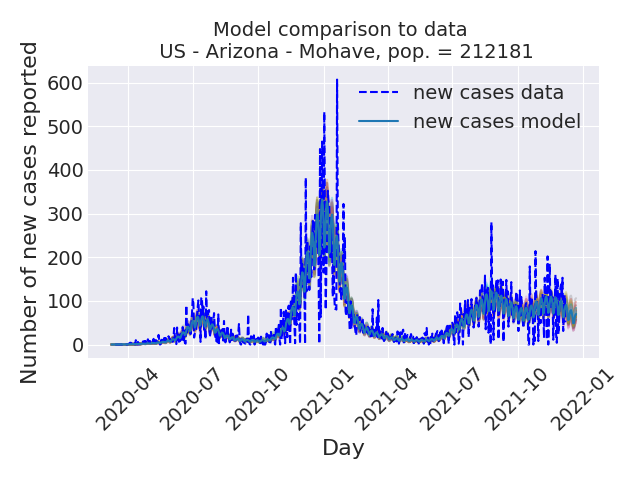 Model comparison to data
US - Arizona - Mohave, pop. = 212181
Number of new cases reported
600
500
400
300
200
100
0
new cases data
new cases model
2020-04
2020-07
2020-10
2021-01
2021-04
2021-07
2021-10
2022-01
Day